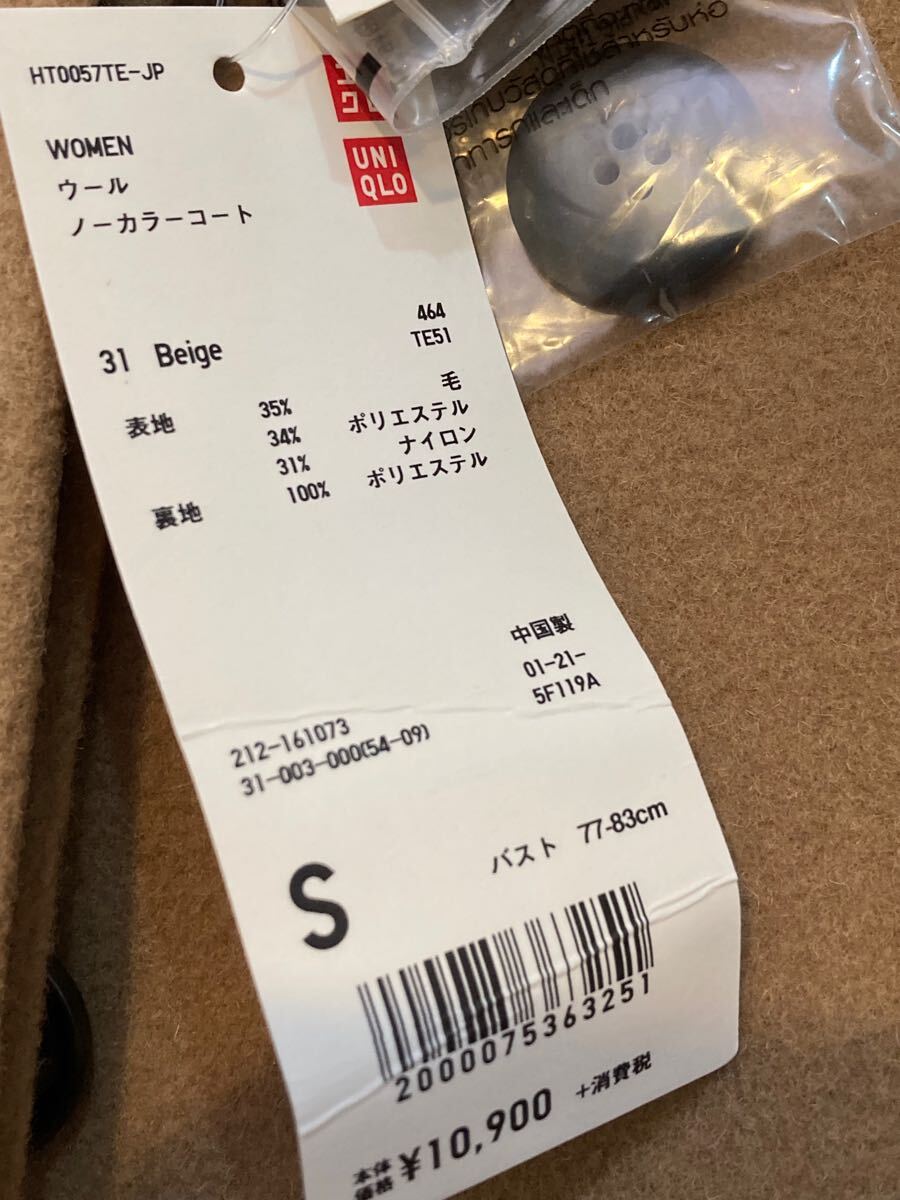 HT0057TE-JP
UNI
QLO
WOMEN
ウール
ノーカラーコート
464
TE51
31 Beige
表地 35% 毛
34% ポリエステル
31% ナイロン
裏地 100% ポリエステル
中国製
01-21-
5F119A
212-161073
31-003-000(54-09)
S
バスト 77-83cm
2000075363251
本体
価格 ¥10,900 +消費税